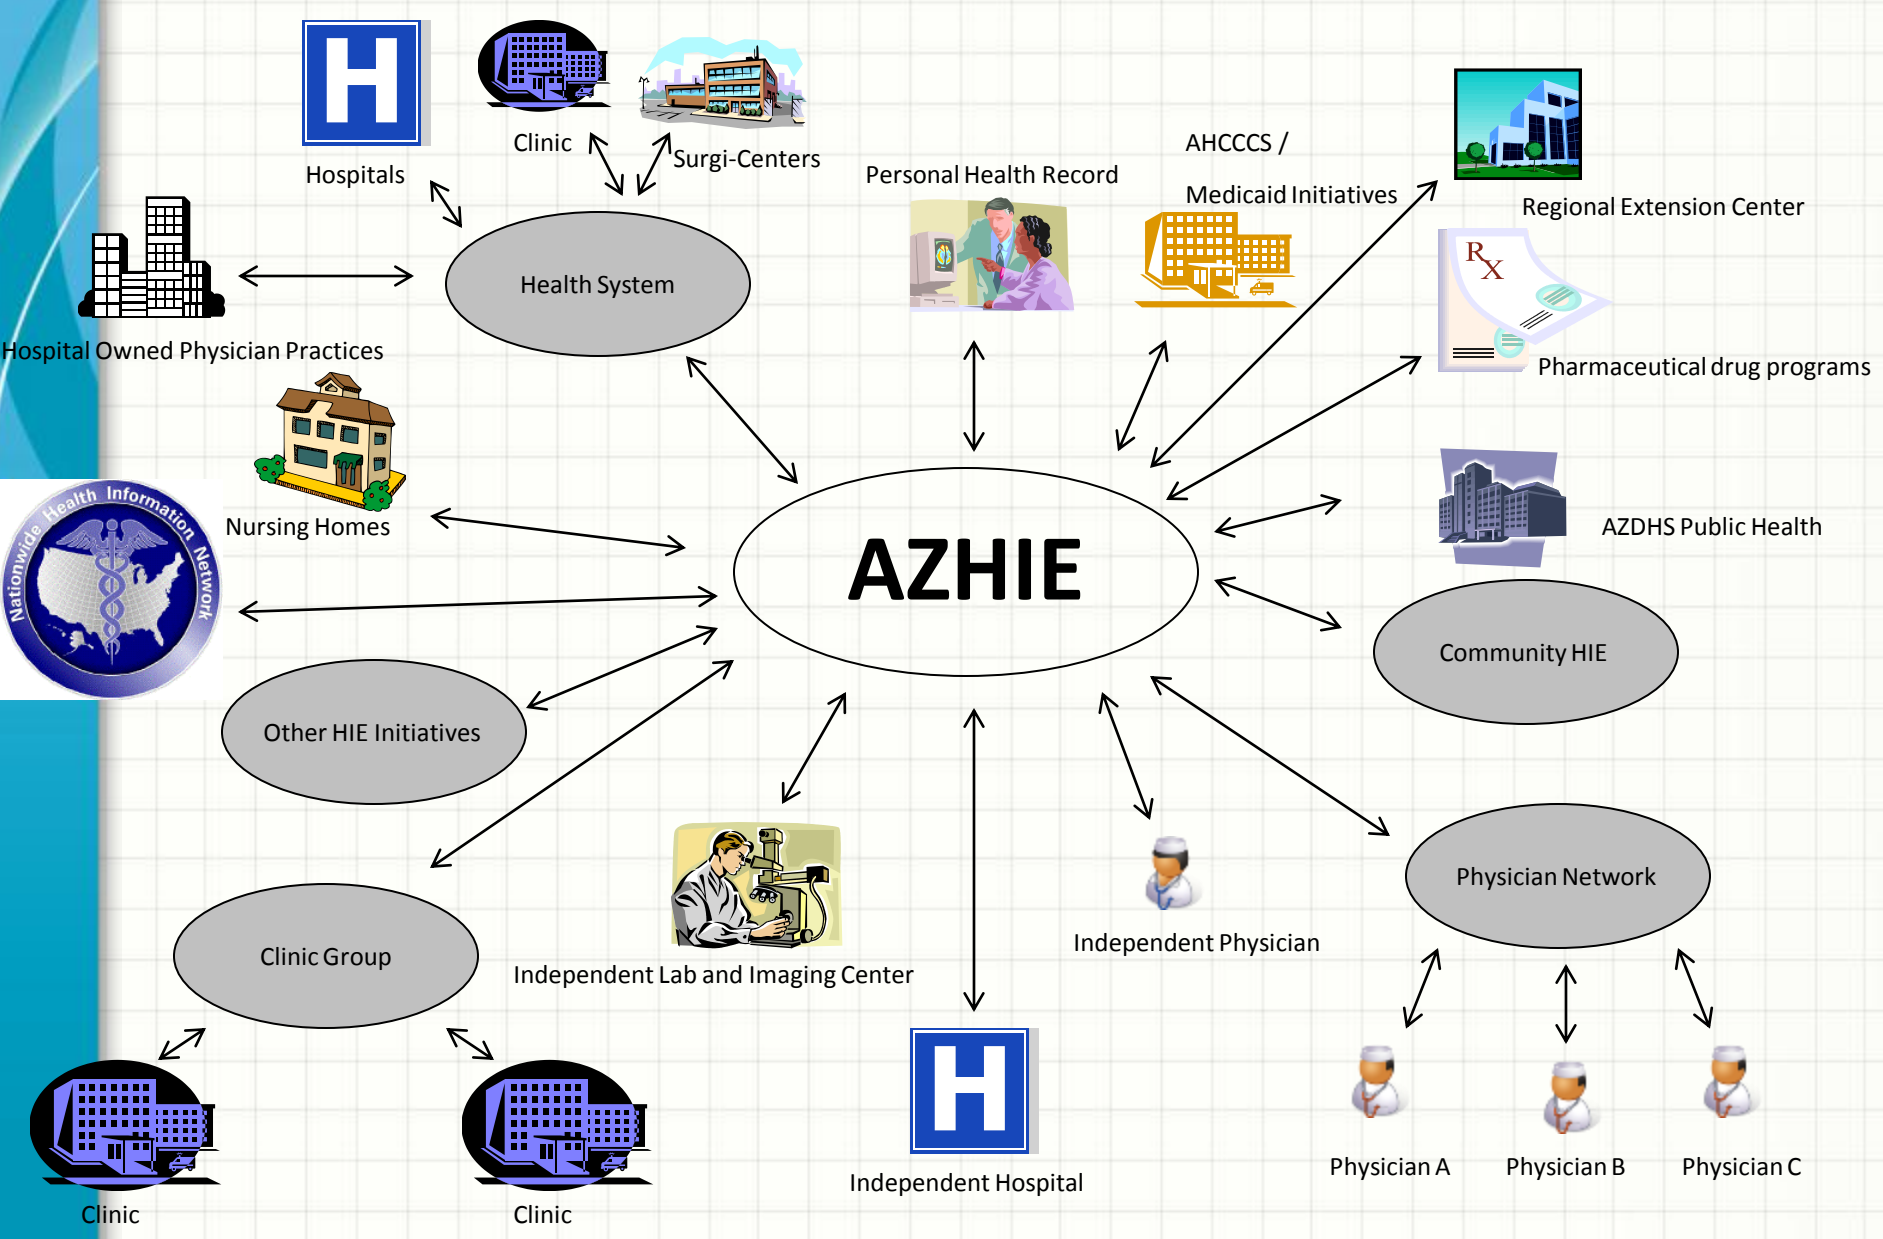 H
Clinic
Surgi-Centers
Hospitals
AHCCCS /
Medicaid Initiatives
Personal Health Record
Regional Extension Center
RX
Health System
Hospital Owned Physician Practices
Pharmaceutical drug programs
Nationwide Health Information Network
Nursing Homes
AZDHS Public Health
AZHIE
Community HIE
Other HIE Initiatives
Physician Network
Clinic Group
Independent Lab and Imaging Center
Independent Physician
H
Physician A
Physician B
Physician C
Independent Hospital
Clinic
Clinic